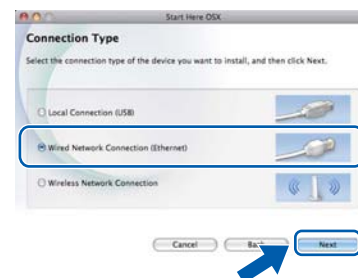 Start Here OSX
Connection Type
Select the connection type of the device you want to install, and then click Next.
Local Connection (USB)
Wired Network Connection (Ethernet)
Wireless Network Connection
Cancel
Next